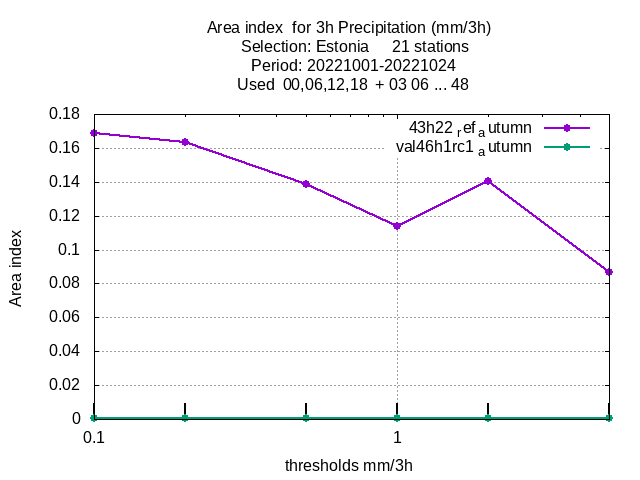 Area index for 3h Precipitation (mm/3h)
Selection: Estonia 21 stations
Period: 20221001-20221024
Used 00,06,12,18 + 03 06 ... 48
0.18
0.16
0.14
0.12
0.1
0.08
0.06
0.04
0.02
0
Area index
43h22 refautumn
val46h1rc1 autumn
0.1
1
thresholds mm/3h